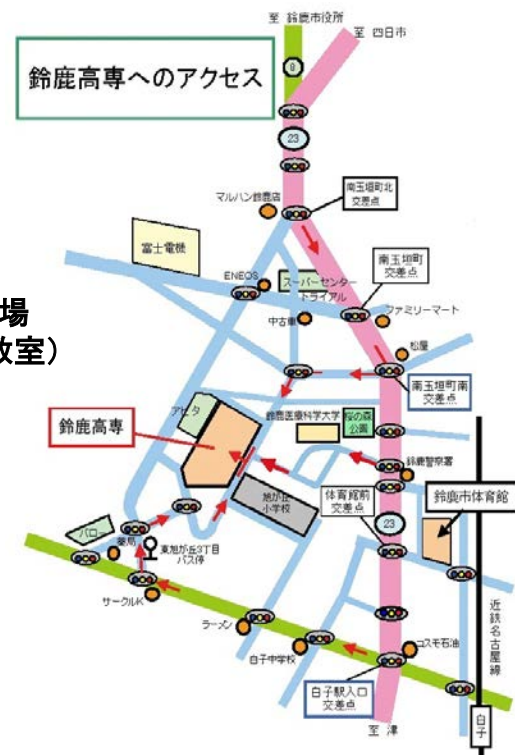 至 鈴鹿市役所
至 四日市
8
鈴鹿高専へのアクセス
23
マルハン鈴鹿店
南玉垣町北
交差点
富士電機
ENEOS
スーパーセンター
トライアル
南玉垣町
交差点
中古車
ファミリーマート
場
教室)
松屋
南玉垣町南
交差点
アピタ
鈴鹿高専
鈴鹿医療科学大学
桜の森
公園
鈴鹿警察署
旭が丘
小学校
体育館前
交差点
鈴鹿市体育館
23
バロー
薬局
東旭が丘3丁目
バス停
サークルK
ラーメン
白子中学校
コスモ石油
近鉄名古屋線
白子駅入口
交差点
白子
至 津